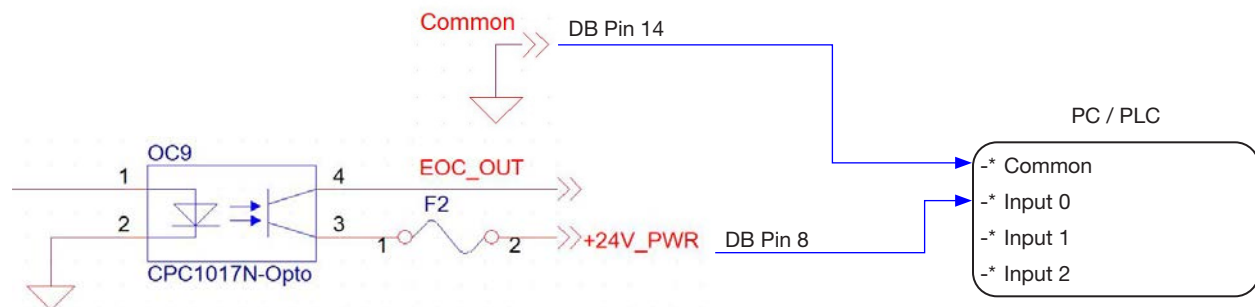 Common
DB Pin 14
PC / PLC
OC9
1
2
4
3
EOC_OUT
F2
1
2
+24V_PWR
DB Pin 8
CPC1017N-Opto
-* Common
-* Input 0
-* Input 1
-* Input 2